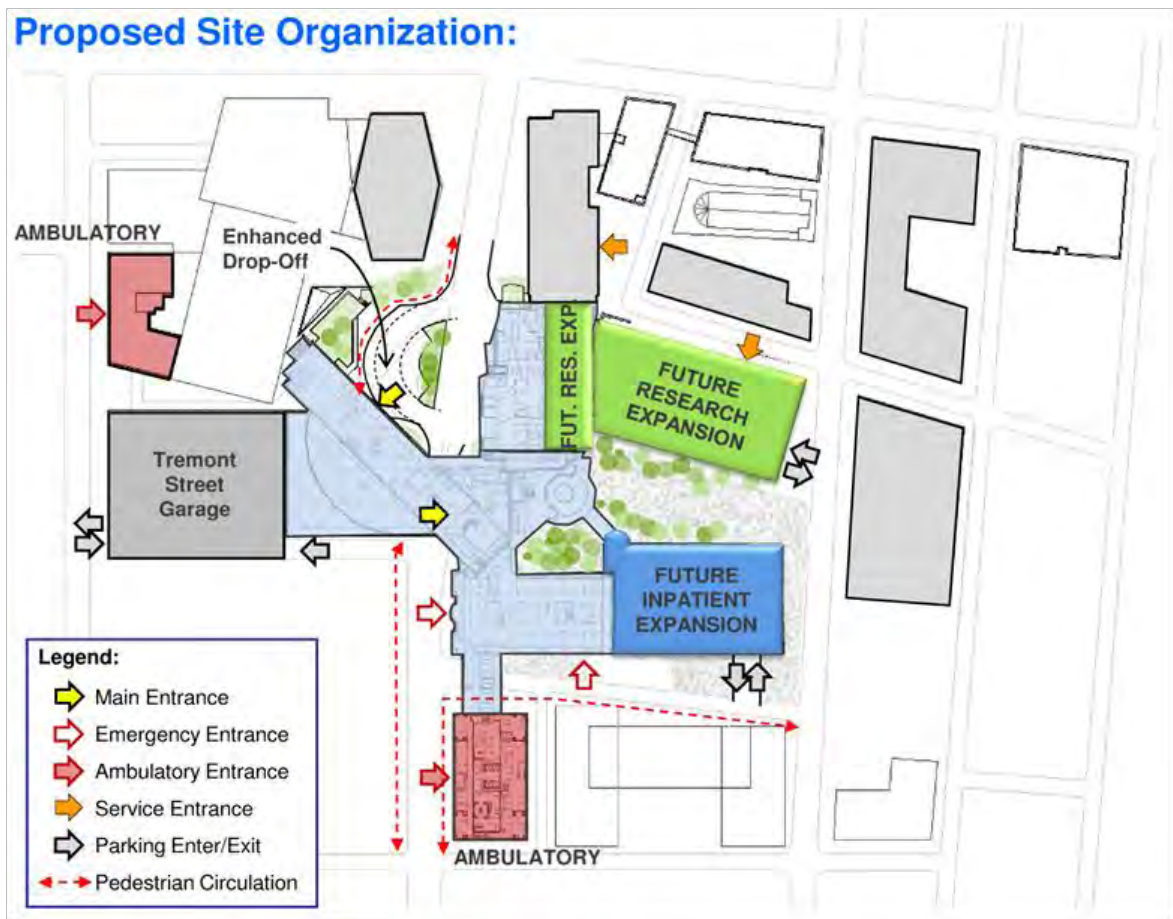 Proposed Site Organization:
AMBULATORY
Enhanced
Drop-Off
FUT. RES. EXP
FUTURE
RESEARCH
EXPANSION
Tremont
Street
Garage
FUTURE
INPATIENT
EXPANSION
Legend:
Main Entrance
Emergency Entrance
Ambulatory Entrance
Service Entrance
Parking Enter/Exit
Pedestrian Circulation
AMBULATORY